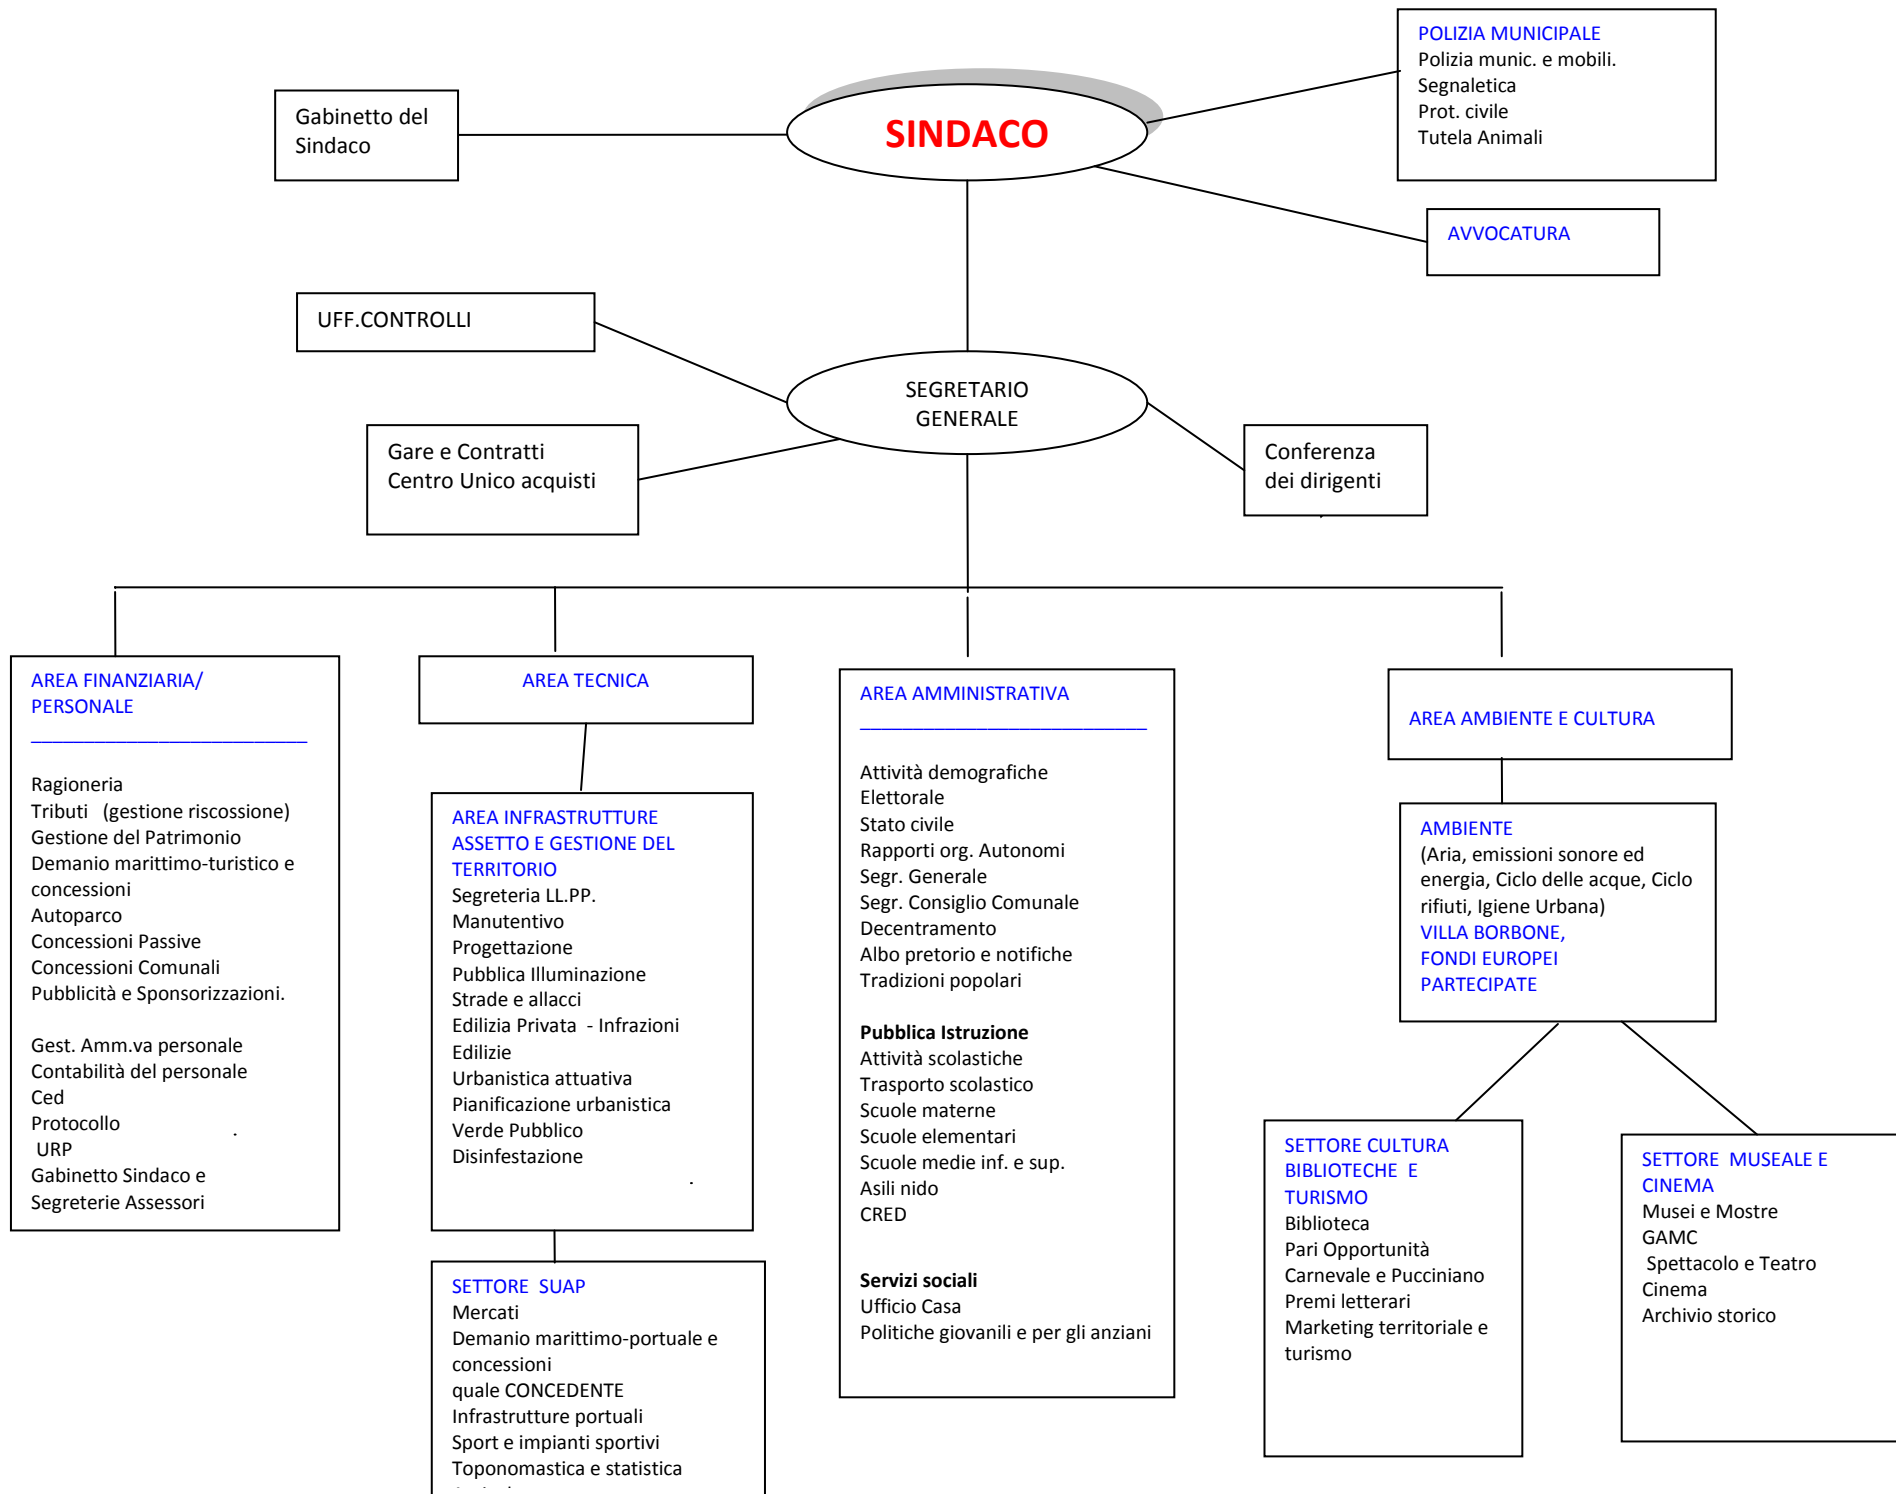 POLIZIA MUNICIPALE
Polizia munic. e mobili.
Segnaletica
Prot. civile
Tutela Animali
Gabinetto del
Sindaco
SINDACO
AVVOCATURA
UFF.CONTROLLI
SEGRETARIO
GENERALE
Gare e Contratti
Centro Unico acquisti
Conferenza
dei dirigenti
AREA FINANZIARIA/
PERSONALE
Ragioneria
Tributi   (gestione riscossione)
Gestione del Patrimonio
Demanio marittimo-turistico e
concessioni
Autoparco
Concessioni Passive
Concessioni Comunali
Pubblicità e Sponsorizzazioni.
Gest. Amm.va personale
Contabilità del personale
Ced
Protocollo
URP
Gabinetto Sindaco e
Segreterie Assessori
AREA TECNICA
AREA INFRASTRUTTURE
ASSETTO E GESTIONE DEL
TERRITORIO
Segreteria LL.PP.
Manutentivo
Progettazione
Pubblica Illuminazione
Strade e allacci
Edilizia Privata  - Infrazioni
Edilizie
Urbanistica attuativa
Pianificazione urbanistica
Verde Pubblico
Disinfestazione
SETTORE  SUAP
Mercati
Demanio marittimo-portuale e
concessioni
quale CONCEDENTE
Infrastrutture portuali
Sport e impianti sportivi
Toponomastica e statistica
AREA AMMINISTRATIVA
Attività demografiche
Elettorale
Stato civile
Rapporti org. Autonomi
Segr. Generale
Segr. Consiglio Comunale
Decentramento
Albo pretorio e notifiche
Tradizioni popolari
Pubblica Istruzione
Attività scolastiche
Trasporto scolastico
Scuole materne
Scuole elementari
Scuole medie inf. e sup.
Asili nido
CRED
Servizi sociali
Ufficio Casa
Politiche giovanili e per gli anziani
AREA AMBIENTE E CULTURA
AMBIENTE
(Aria, emissioni sonore ed
energia, Ciclo delle acque, Ciclo
rifiuti, Igiene Urbana)
VILLA BORBONE,
FONDI EUROPEI
PARTECIPATE
SETTORE CULTURA
BIBLIOTECHE  E
TURISMO
Biblioteca
Pari Opportunità
Carnevale e Pucciniano
Premi letterari
Marketing territoriale e
turismo
SETTORE  MUSEALE E
CINEMA
Musei e Mostre
GAMC
Spettacolo e Teatro
Cinema
Archivio storico